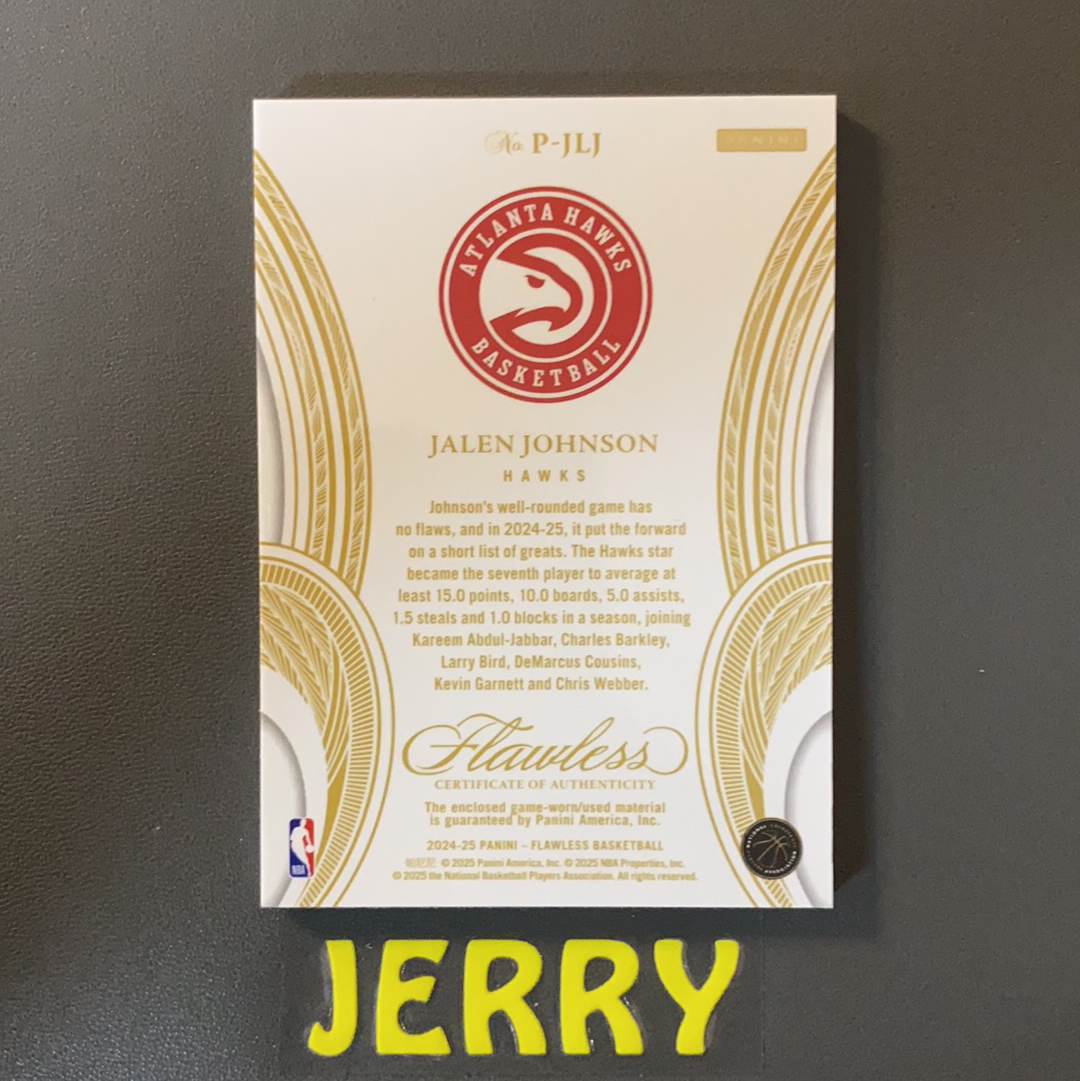 No. P-JLJ
PANINI
ATLANTA HAWKS
BASKETBALL
JALEN JOHNSON
HAWKS
Johnson's well-rounded game has
no flaws, and in 2024-25, it put the forward
on a short list of greats. The Hawks star
became the seventh player to average at
least 15.0 points, 10.0 boards, 5.0 assists,
1.5 steals and 1.0 blocks in a season, joining
Kareem Abdul-Jabbar, Charles Barkley,
Larry Bird, DeMarcus Cousins,
Kevin Garnett and Chris Webber.
Flawless
CERTIFICATE OF AUTHENTICITY
The enclosed game-worn/used material
is guaranteed by Panini America, Inc.
2024-25 PANINI – FLAWLESS BASKETBALL
© 2025 Panini America, Inc. © 2025 NBA Properties, Inc.
© 2025 the National Basketball Players Association. All rights reserved.
NBA
JERRY